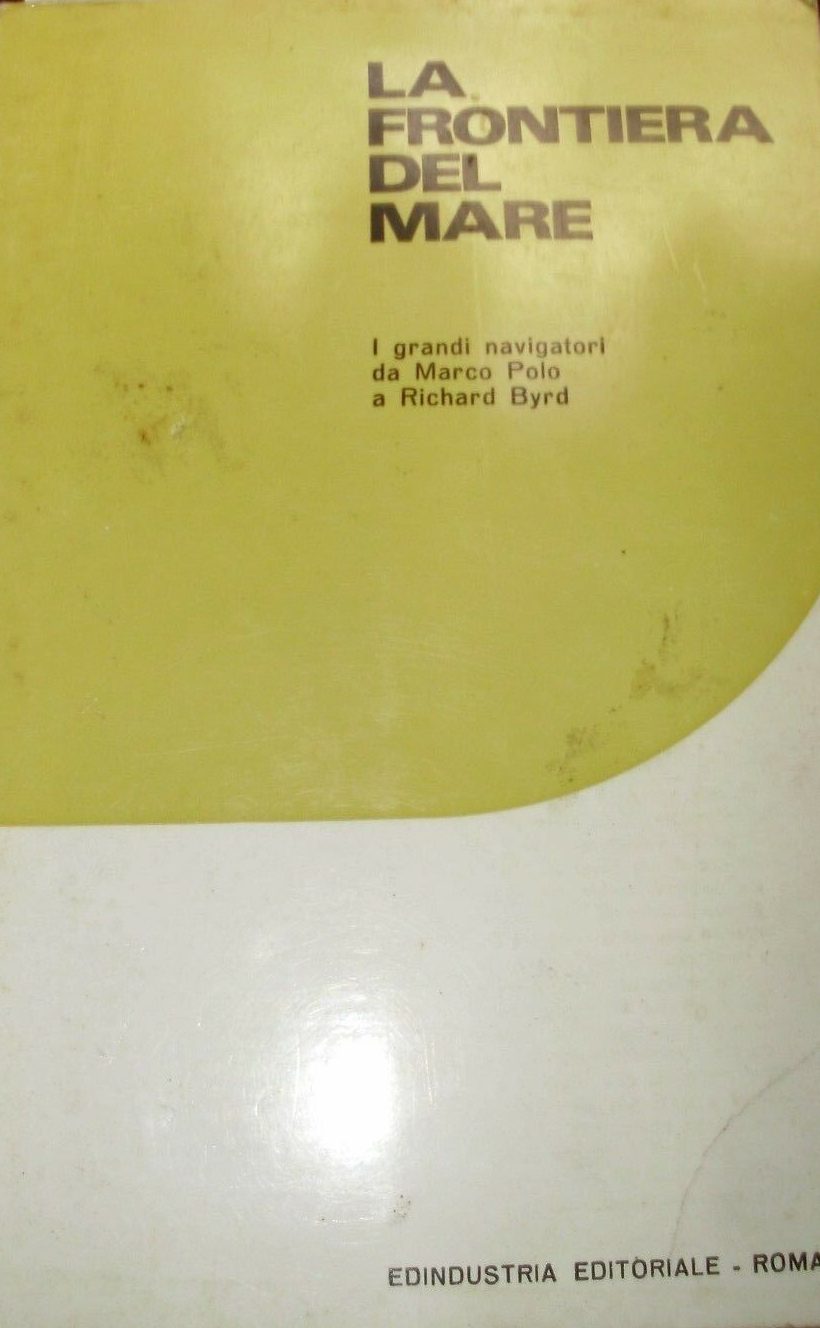 LA
FRONTIERA
DEL
MARE
I grandi navigatori
da Marco Polo
a Richard Byrd
EDINDUSTRIA EDITORIALE - ROMA